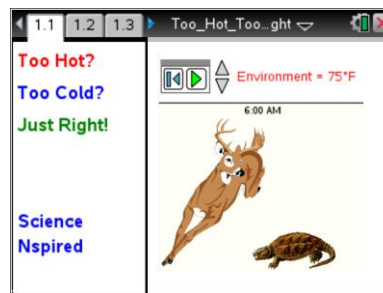 1.1 1.2 1.3 Too_Hot_Too...ght
Too Hot?
Too Cold?
Just Right!
Science
Nspired
Environment = 75°F
6:00 AM